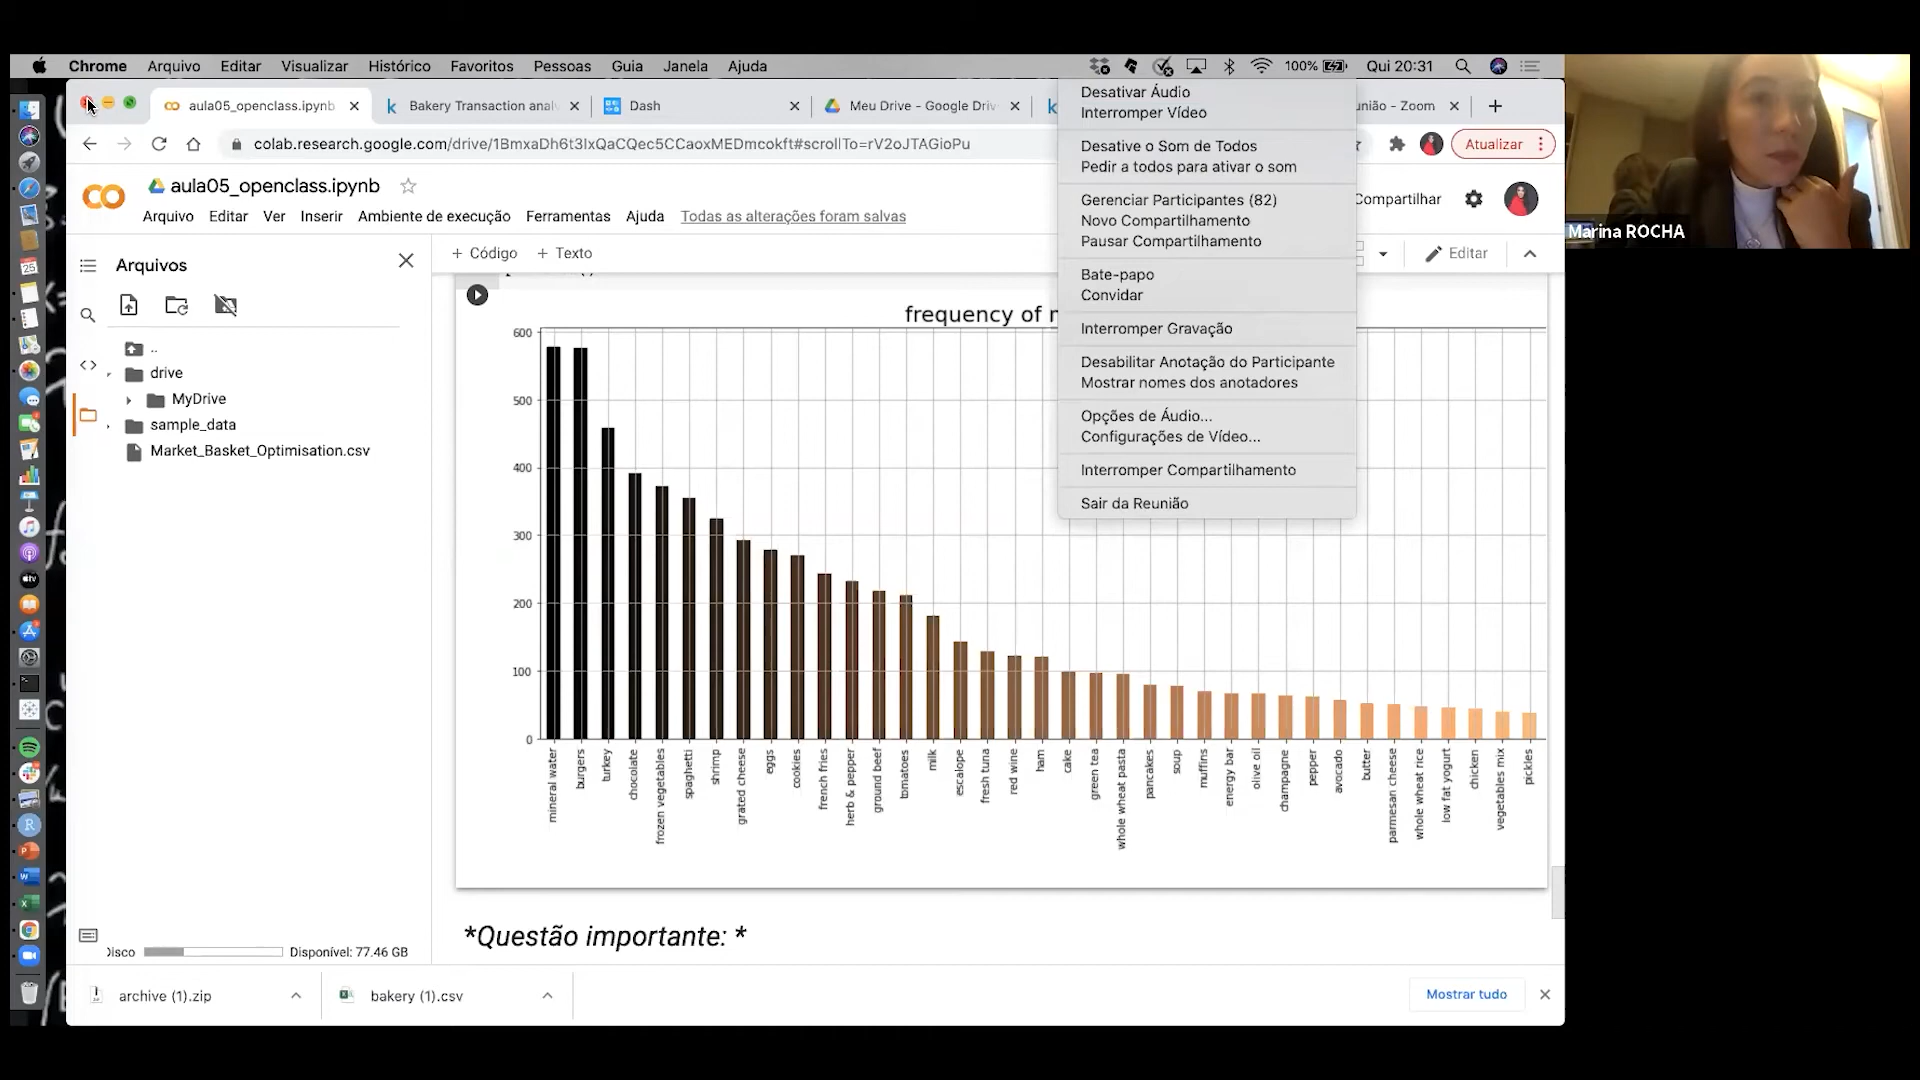 Chrome Arquivo Editar Visualizar Histórico Favoritos Pessoas Guia Janela Ajuda 100% Qui 20:31
aula05_openclass.ipynb Bakery Transaction anal Dash Meu Drive - Google Driv união - Zoom
colab.research.google.com/drive/1BmxaDh6t3IxQaCQec5CCaoxMEDmcokft#scrollTo=rV2oJTAGioPu Atualizar
aula05_openclass.ipynb
Arquivo Editar Ver Inserir Ambiente de execução Ferramentas Ajuda Todas as alterações foram salvas
Compartilhar
+ Código + Texto Editar
Arquivos
..
drive
MyDrive
sample_data
Market_Basket_Optimisation.csv
Disco Disponível: 77.46 GB
Desativar Áudio
Interromper Vídeo
Desative o Som de Todos
Pedir a todos para ativar o som
Gerenciar Participantes (82)
Novo Compartilhamento
Pausar Compartilhamento
Bate-papo
Convidar
Interromper Gravação
Desabilitar Anotação do Participante
Mostrar nomes dos anotadores
Opções de Áudio...
Configurações de Vídeo...
Interromper Compartilhamento
Sair da Reunião
Marina ROCHA
frequency of
600
500
400
300
200
100
0
mineral water
burgers
turkey
chocolate
frozen vegetables
spaghetti
shrimp
grated cheese
eggs
cookies
french fries
herb & pepper
ground beef
tomatoes
milk
escalope
fresh tuna
red wine
ham
cake
green tea
whole wheat pasta
pancakes
soup
muffins
energy bar
olive oil
champagne
pepper
avocado
butter
parmesan cheese
whole wheat rice
low fat yogurt
chicken
vegetables mix
pickles
*Questão importante: *
archive (1).zip bakery (1).csv Mostrar tudo